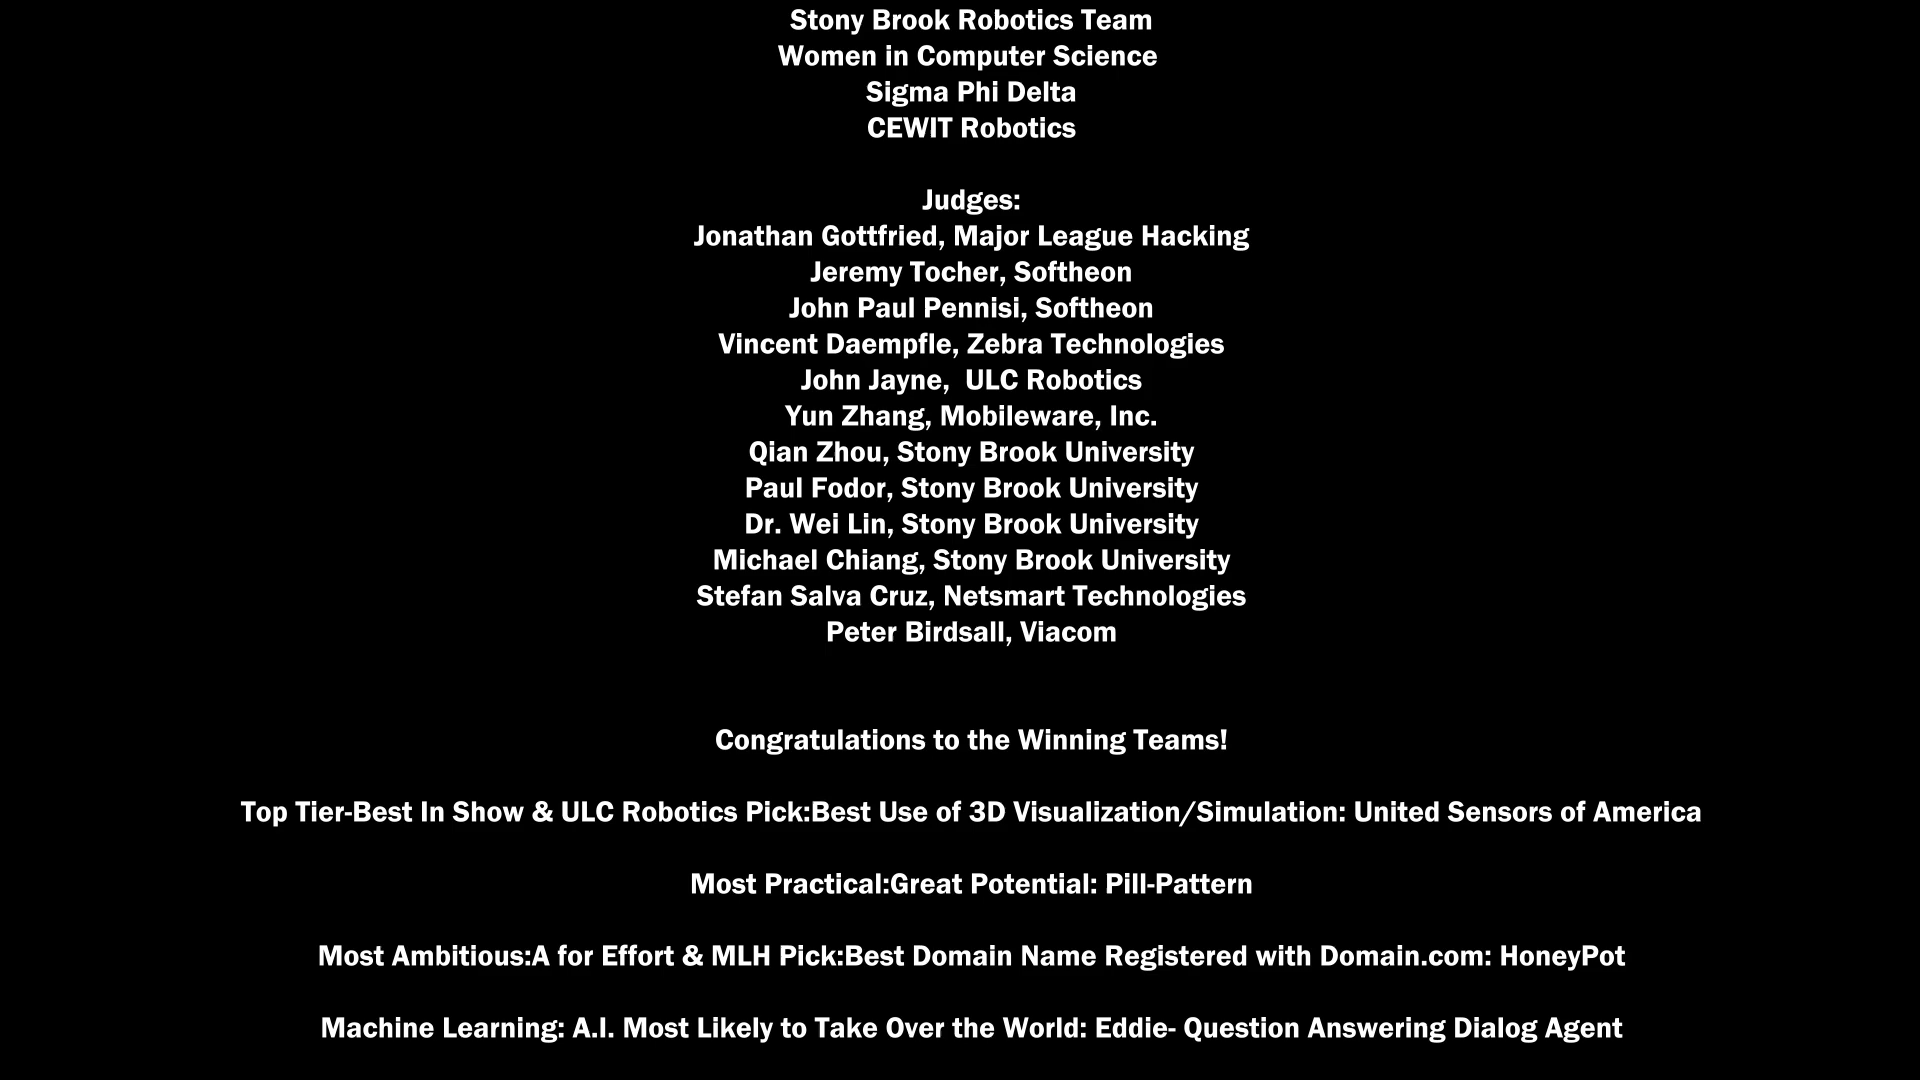 Stony Brook Robotics Team
Women in Computer Science
Sigma Phi Delta
CEWIT Robotics
Judges:
Jonathan Gottfried, Major League Hacking
Jeremy Tocher, Softheon
John Paul Pennisi, Softheon
Vincent Daempfle, Zebra Technologies
John Jayne,  ULC Robotics
Yun Zhang, Mobileware, Inc.
Qian Zhou, Stony Brook University
Paul Fodor, Stony Brook University
Dr. Wei Lin, Stony Brook University
Michael Chiang, Stony Brook University
Stefan Salva Cruz, Netsmart Technologies
Peter Birdsall, Viacom
Congratulations to the Winning Teams!
Top Tier-Best In Show & ULC Robotics Pick:Best Use of 3D Visualization/Simulation: United Sensors of America
Most Practical:Great Potential: Pill-Pattern
Most Ambitious:A for Effort & MLH Pick:Best Domain Name Registered with Domain.com: HoneyPot
Machine Learning: A.I. Most Likely to Take Over the World: Eddie- Question Answering Dialog Agent